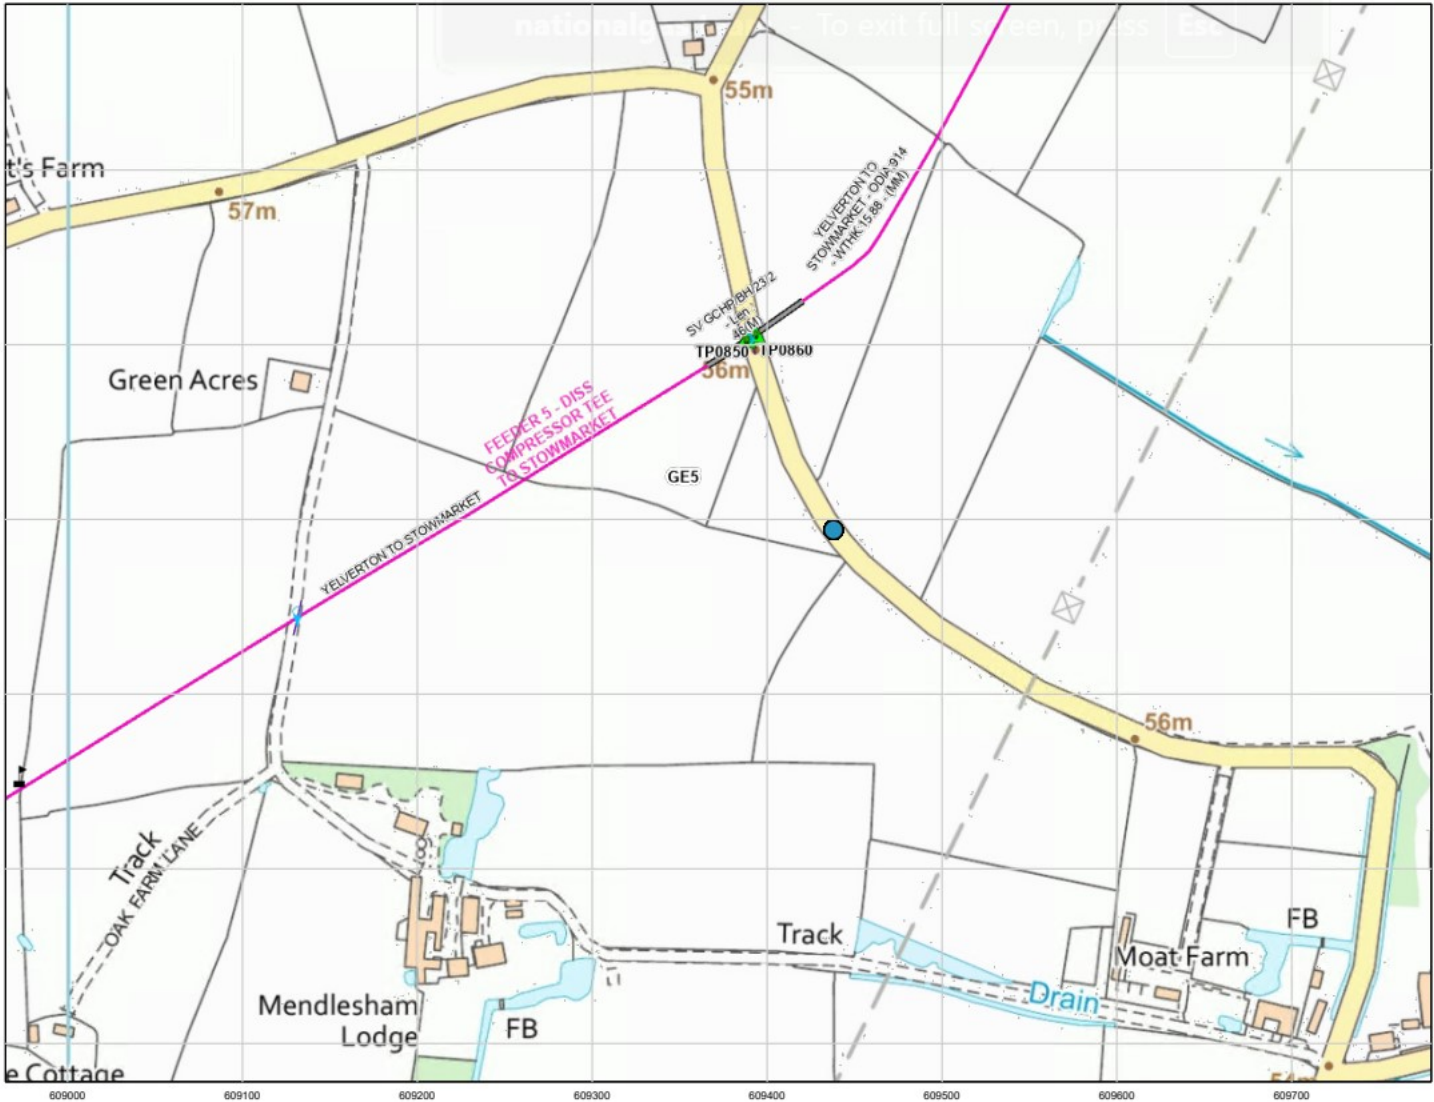 To exit full screen, press Esc
55m
t's Farm
57m
YELVERTON TO
STOWMARKET - ODIA:914
- WTHK:15.88 - (MM)
SV GCHP/BH/23/2
- Len :
46(M)
TP0850
TP0860
56m
Green Acres
FEEDER 5 - DISS
COMPRESSOR TEE
TO STOWMARKET
GE5
YELVERTON TO STOWMARKET
56m
Track
OAK FARM LANE
Track
FB
Moat Farm
Drain
Mendlesham
Lodge
FB
e Cottage
609000
609100
609200
609300
609400
609500
609600
609700